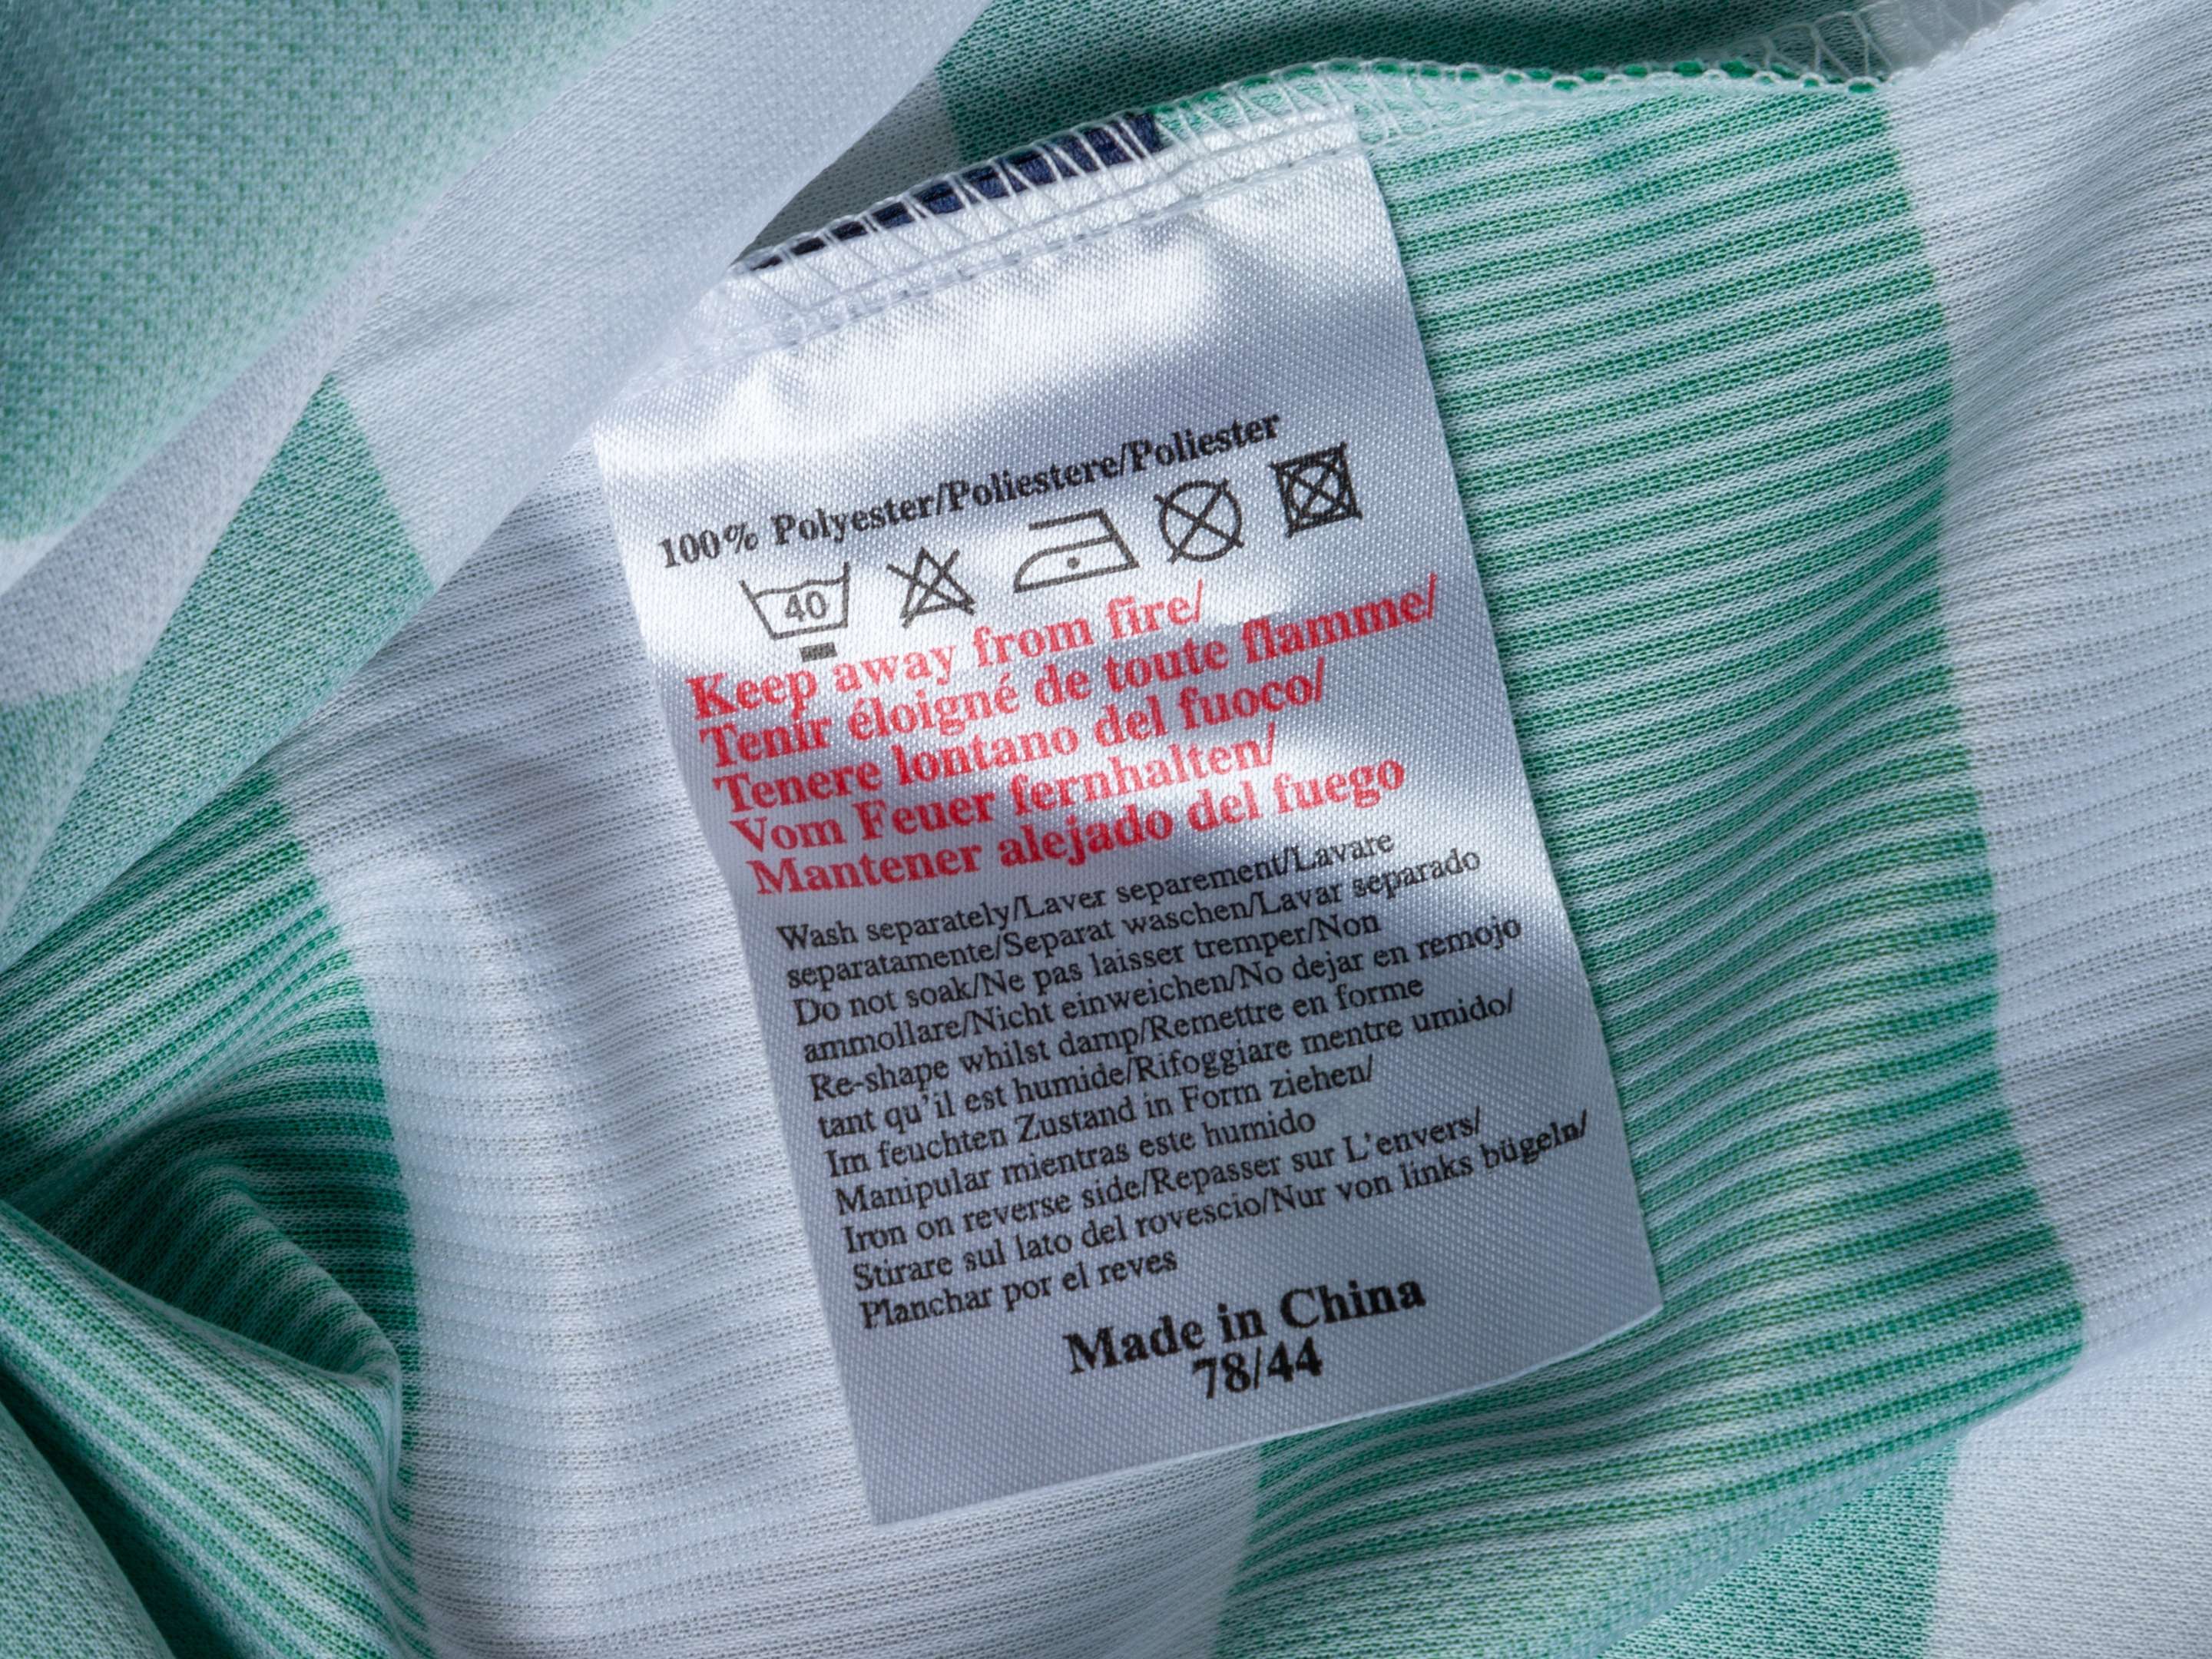 100% Polyester/Poliestere/Poliester
40
Keep away from fire/
Tenir éloigné de toute flamme/
Tenere lontano del fuoco/
Vom Feuer fernhalten/
Mantener alejado del fuego
Wash separately/Laver separement/Lavare
separatamente/Separat waschen/Lavar separado
Do not soak/Ne pas laisser tremper/Non
ammollare/Nicht einweichen/No dejar en remojo
Re-shape whilst damp/Remettre en forme
tant qu'il est humide/Rifoggiare mentre umido/
Im feuchten Zustand in Form ziehen/
Manipular mientras este humido
Iron on reverse side/Repasser sur L'envers/
Stirare sul lato del rovescio/Nur von links bügeln/
Planchar por el reves
Made in China
78/44